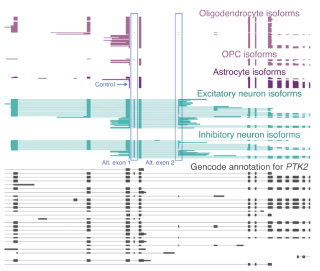 Oligodendrocyte isoforms
OPC isoforms
Astrocyte isoforms
Control
Excitatory neuron isoforms
Inhibitory neuron isoforms
Alt. exon 1 Alt. exon 2
Gencode annotation for PTK2